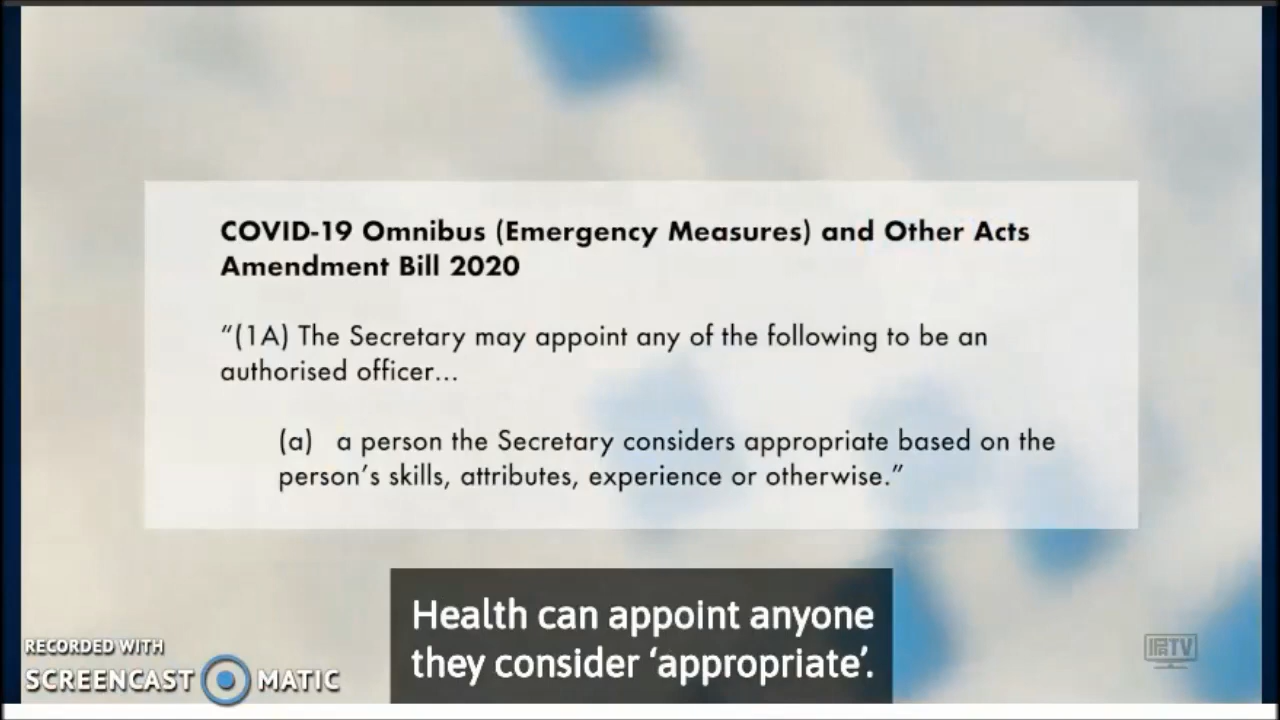 COVID-19 Omnibus (Emergency Measures) and Other Acts
Amendment Bill 2020
“(1A) The Secretary may appoint any of the following to be an
authorised officer...
(a) a person the Secretary considers appropriate based on the
person’s skills, attributes, experience or otherwise.”
Health can appoint anyone
they consider ‘appropriate’.
RECORDED WITH
SCREENCAST MATIC
IPATV